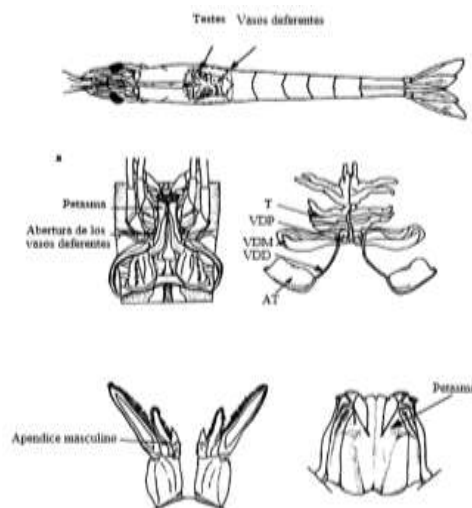 Testes Vasos deferentes
Petasma
Abertura de los
vasos deferentes
T
VDP
VDM
VDD
AT
Apendice masculino
Petasma